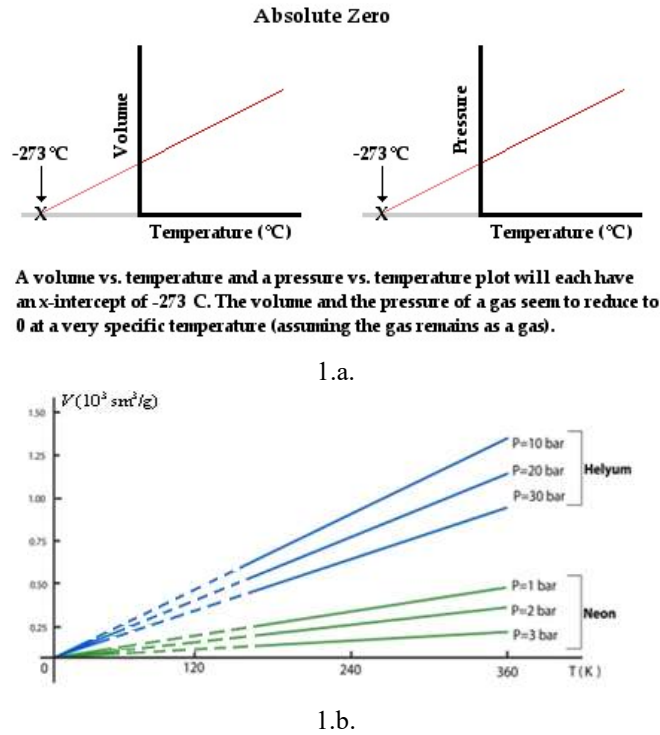 Absolute Zero
Volume
-273 °C
X
Temperature (°C)
Pressure
-273 °C
X
Temperature (°C)
A volume vs. temperature and a pressure vs. temperature plot will each have
an x-intercept of -273 C. The volume and the pressure of a gas seem to reduce to
0 at a very specific temperature (assuming the gas remains as a gas).
1.a.
V (10³ sm³/g)
1.50
1.25
1.00
0.75
0.50
0.25
0
120
240
360
T(K)
P=10 bar
P=20 bar
P=30 bar
Helyum
P=1 bar
P=2 bar
P=3 bar
Neon
1.b.